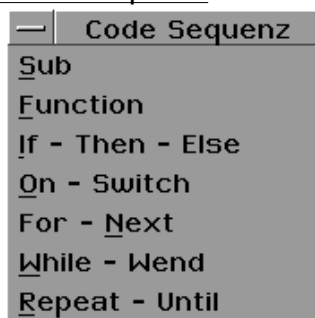 Code Sequenz
Sub
Function
If - Then - Else
On - Switch
For - Next
While - Wend
Repeat - Until